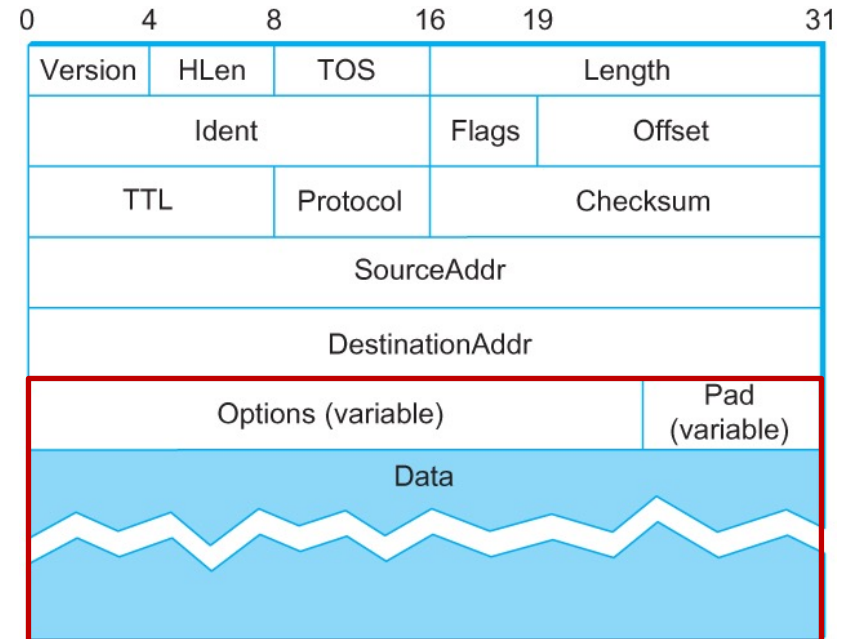 0 4 8 16 19 31
Version HLen TOS Length
Ident Flags Offset
TTL Protocol Checksum
SourceAddr
DestinationAddr
Options (variable) Pad
(variable)
Data